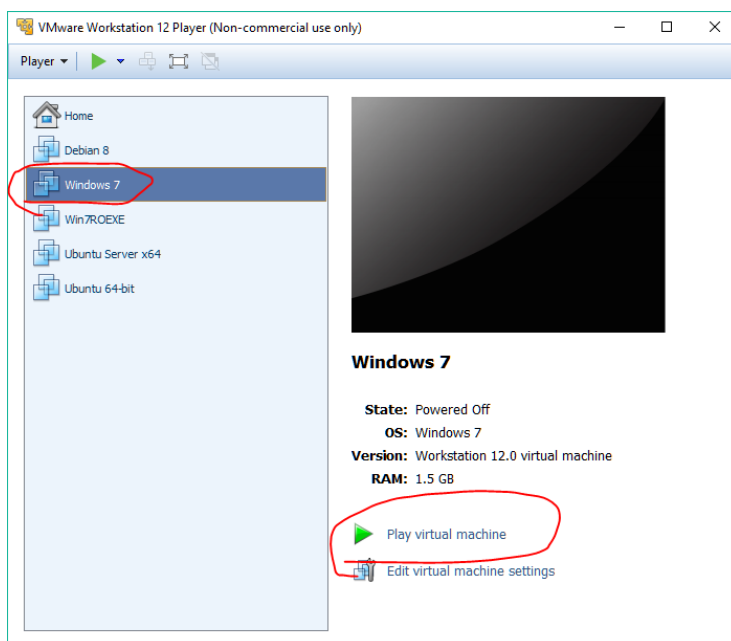 VMware Workstation 12 Player (Non-commercial use only)
Player
Home
Debian 8
Windows 7
Win7ROEXE
Ubuntu Server x64
Ubuntu 64-bit
Windows 7
State: Powered Off
OS: Windows 7
Version: Workstation 12.0 virtual machine
RAM: 1.5 GB
Play virtual machine
Edit virtual machine settings